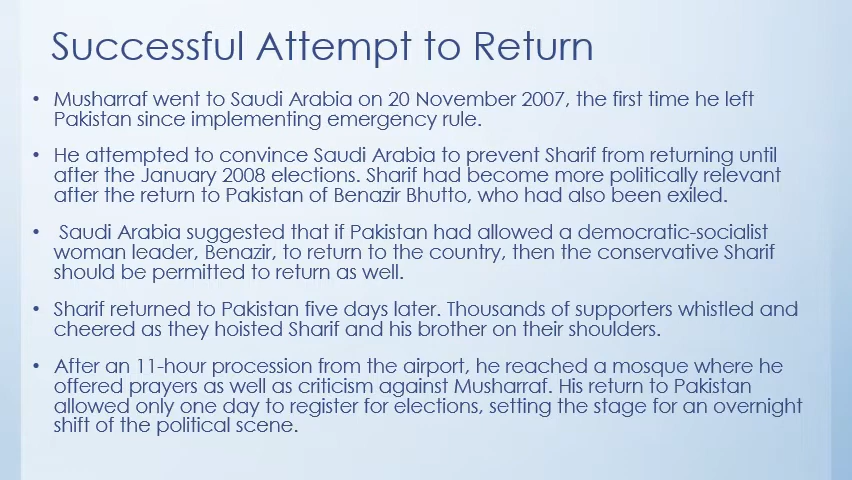 Successful Attempt to Return
• Musharraf went to Saudi Arabia on 20 November 2007, the first time he left
Pakistan since implementing emergency rule.
• He attempted to convince Saudi Arabia to prevent Sharif from returning until
after the January 2008 elections. Sharif had become more politically relevant
after the return to Pakistan of Benazir Bhutto, who had also been exiled.
• Saudi Arabia suggested that if Pakistan had allowed a democratic-socialist
woman leader, Benazir, to return to the country, then the conservative Sharif
should be permitted to return as well.
• Sharif returned to Pakistan five days later. Thousands of supporters whistled and
cheered as they hoisted Sharif and his brother on their shoulders.
• After an 11-hour procession from the airport, he reached a mosque where he
offered prayers as well as criticism against Musharraf. His return to Pakistan
allowed only one day to register for elections, setting the stage for an overnight
shift of the political scene.